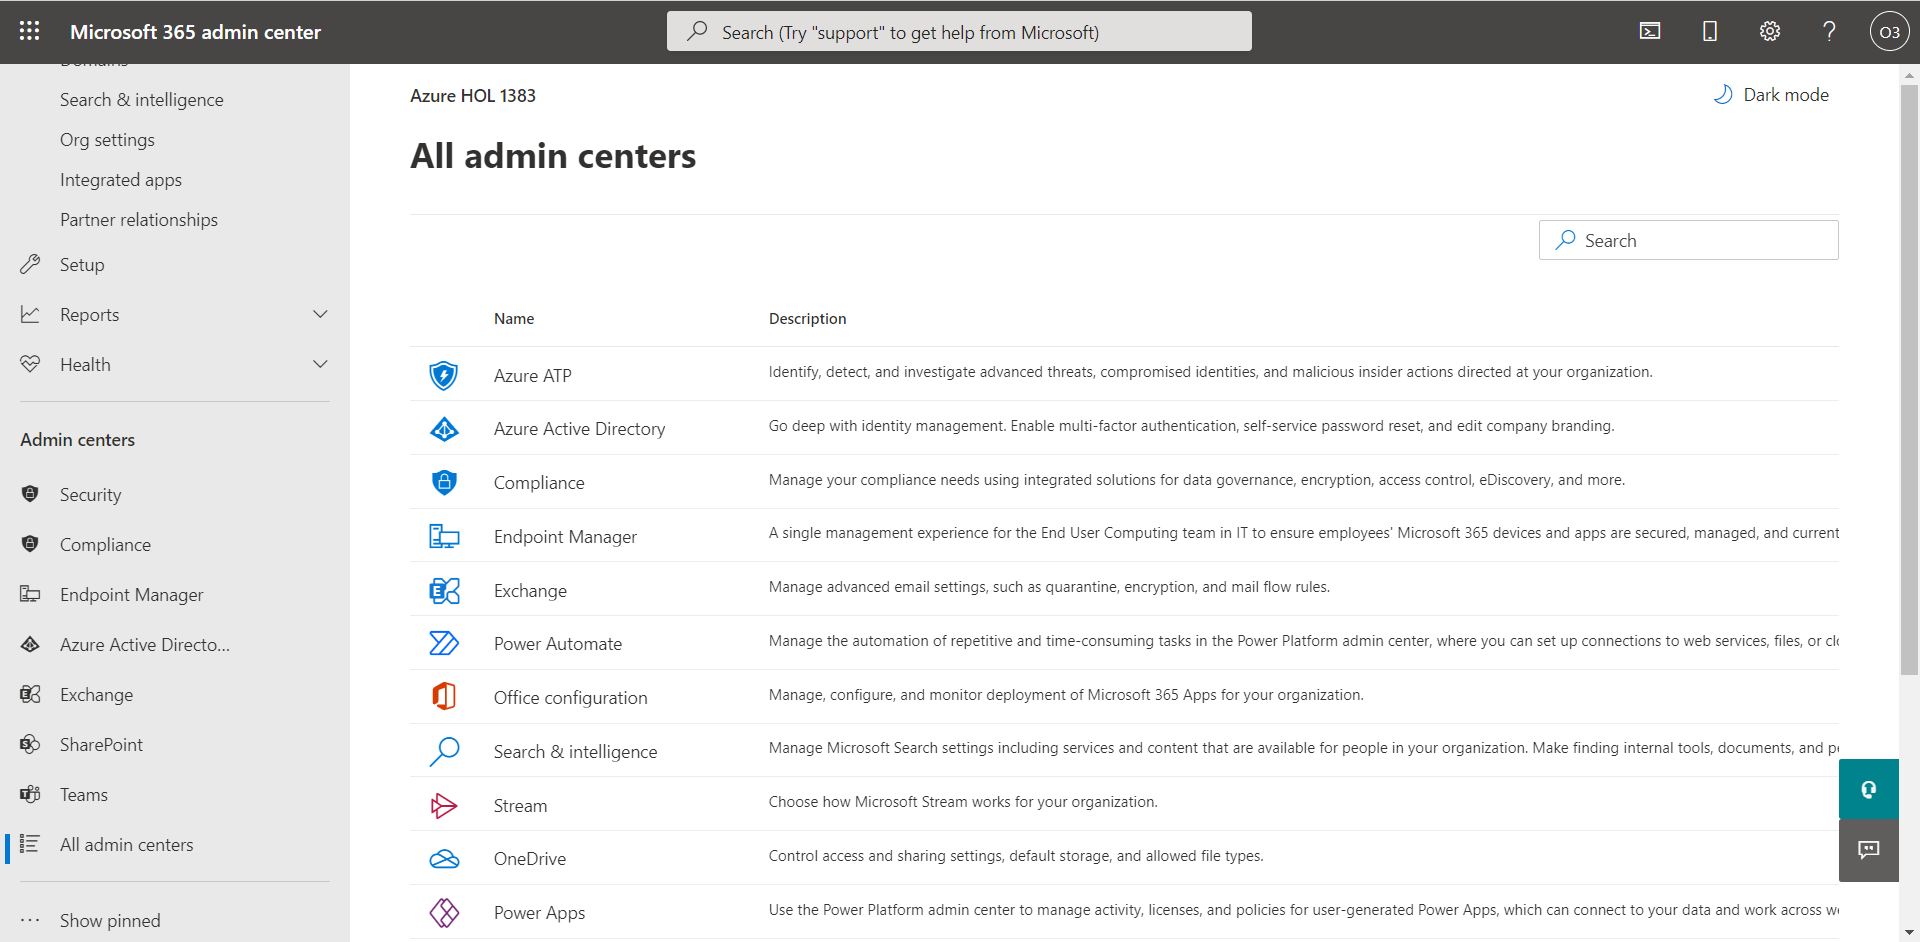 Microsoft 365 admin center
Search (Try "support" to get help from Microsoft)
O3
Domains
Search & intelligence
Org settings
Integrated apps
Partner relationships
Setup
Reports
Health
Admin centers
Security
Compliance
Endpoint Manager
Azure Active Directo...
Exchange
SharePoint
Teams
All admin centers
Show pinned
Azure HOL 1383
Dark mode
All admin centers
Search
Name Description
Azure ATP Identify, detect, and investigate advanced threats, compromised identities, and malicious insider actions directed at your organization.
Azure Active Directory Go deep with identity management. Enable multi-factor authentication, self-service password reset, and edit company branding.
Compliance Manage your compliance needs using integrated solutions for data governance, encryption, access control, eDiscovery, and more.
Endpoint Manager A single management experience for the End User Computing team in IT to ensure employees' Microsoft 365 devices and apps are secured, managed, and current
Exchange Manage advanced email settings, such as quarantine, encryption, and mail flow rules.
Power Automate Manage the automation of repetitive and time-consuming tasks in the Power Platform admin center, where you can set up connections to web services, files, or
Office configuration Manage, configure, and monitor deployment of Microsoft 365 Apps for your organization.
Search & intelligence Manage Microsoft Search settings including services and content that are available for people in your organization. Make finding internal tools, documents, and
Stream Choose how Microsoft Stream works for your organization.
OneDrive Control access and sharing settings, default storage, and allowed file types.
Power Apps Use the Power Platform admin center to manage activity, licenses, and policies for user-generated Power Apps, which can connect to your data and work across